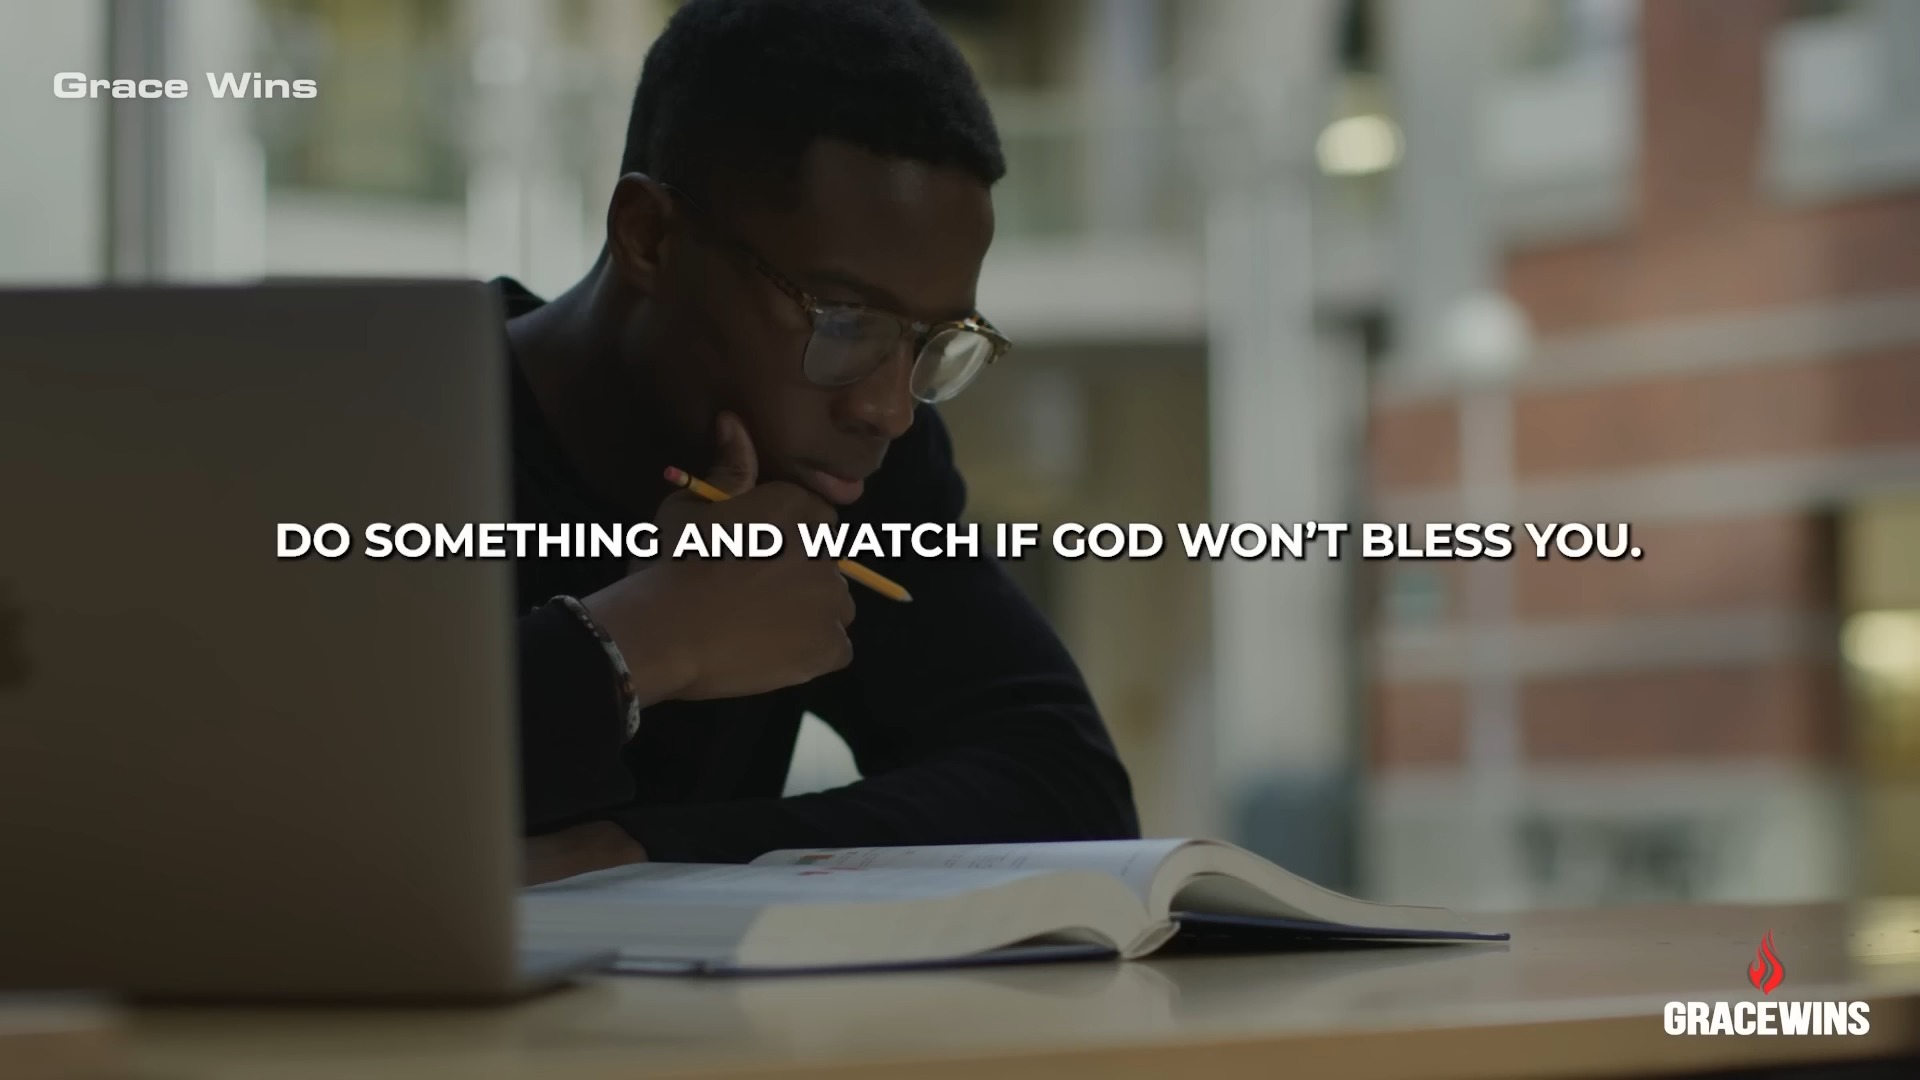 Grace Wins
DO SOMETHING AND WATCH IF GOD WON’T BLESS YOU.
GRACEWINS